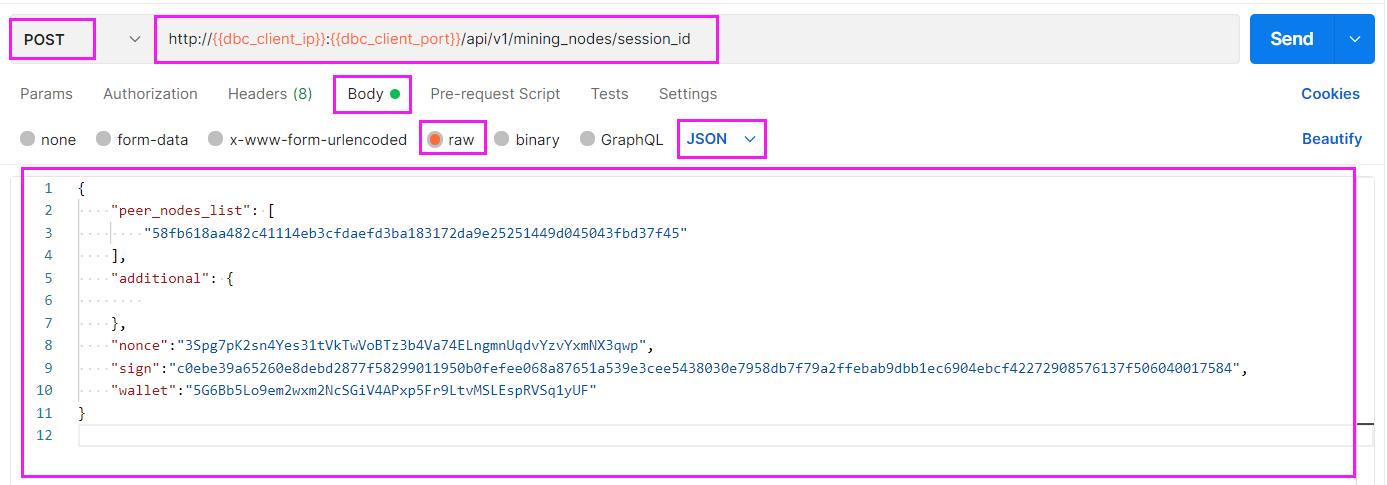 POST http://{{dbc_client_ip}}:{{dbc_client_port}}/api/v1/mining_nodes/session_id Send
Params Authorization Headers (8) Body Pre-request Script Tests Settings Cookies
none form-data x-www-form-urlencoded raw binary GraphQL JSON Beautify
1 {
2 "peer_nodes_list": [
3 "58fb618aa482c41114eb3cfdaefd3ba183172da9e25251449d045043fbd37f45"
4 ],
5 "additional": {
6
7 },
8 "nonce":"3Spg7pK2sn4Yes31tVkTwVoBTz3b4Va74ELngmnUqdvYzvYxmNX3qwp",
9 "sign":"c0ebe39a65260e8debd2877f58299011950b0fefee068a87651a539e3cee5438030e7958db7f79a2ffebab9dbb1ec6904ebcf42272908576137f506040017584",
10 "wallet":"5G6Bb5Lo9em2wxm2NcSGiV4APxp5Fr9LtvMSLEspRVSq1yUF"
11 }
12